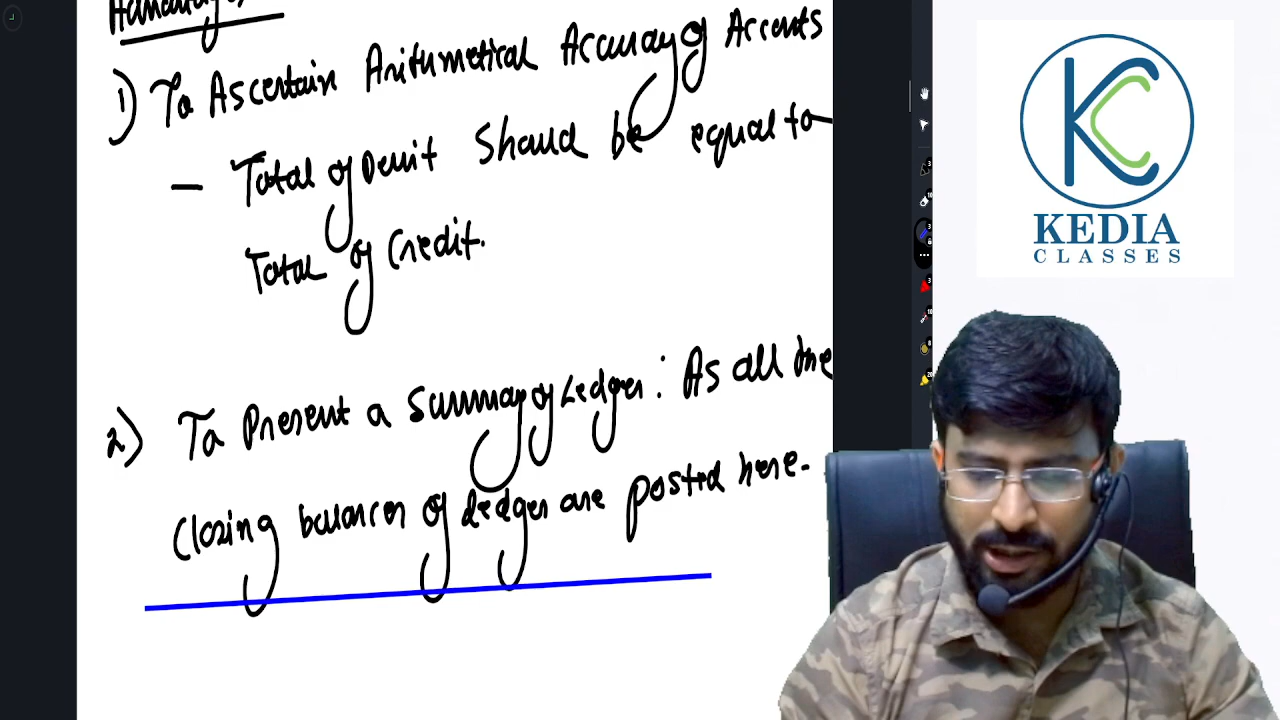 Advantages
1) To Ascertain Arithmetical Accuracy of Accounts
- Total of Debit Should be equal to
Total of Credit.
2) To Present a Summary of Ledger : As all the
Closing balances of Ledger are posted here.
KEDIA
CLASSES